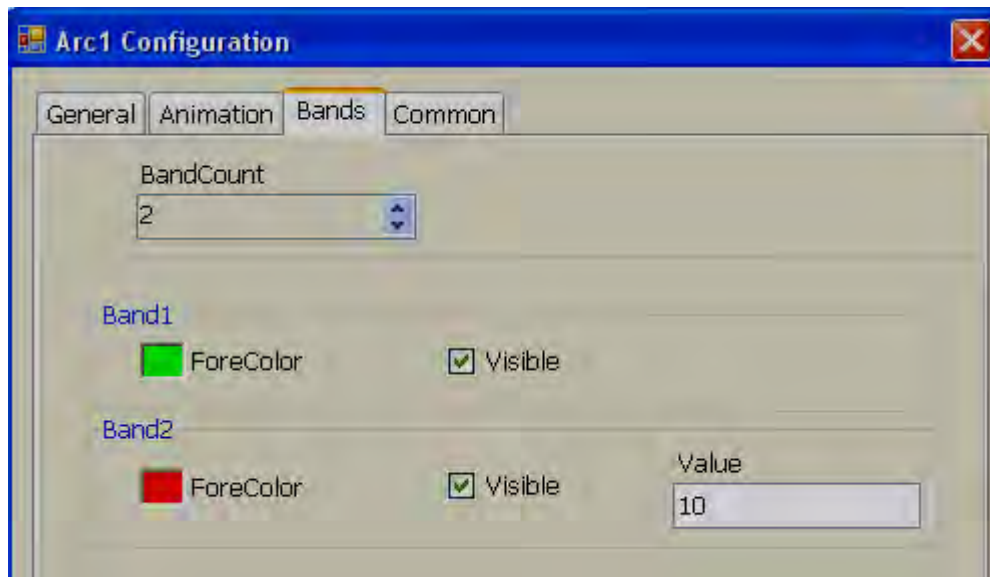 Arc1 Configuration
General Animation Bands Common
BandCount
2
Band1
ForeColor Visible
Band2
ForeColor Visible
Value
10